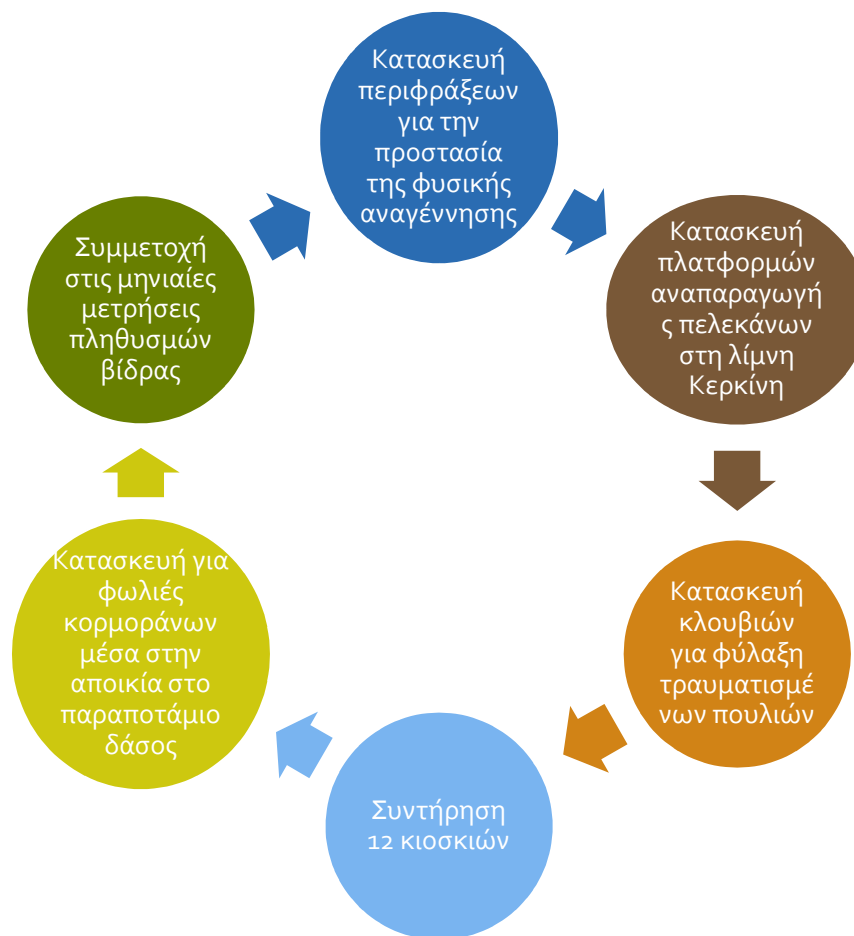 Κατασκευή
περιφράξεων
για την
προστασία
της φυσικής
αναγέννησης
Κατασκευή
πλατφορμών
αναπαραγωγή
ς πελεκάνων
στη λίμνη
Κερκίνη
Κατασκευή
κλουβιών
για φύλαξη
τραυματισμέ
νων πουλιών
Συντήρηση
12 κιοσκιών
Κατασκευή για
φωλιές
κορμοράνων
μέσα στην
αποικία στο
παραποτάμιο
δάσος
Συμμετοχή
στις μηνιαίες
μετρήσεις
πληθυσμών
βίδρας